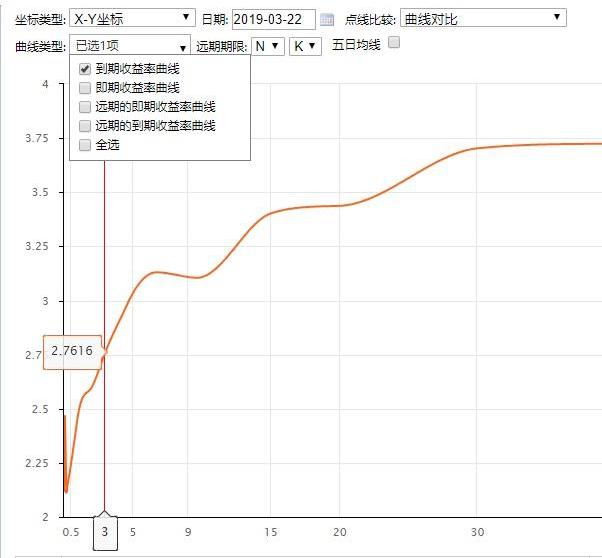 坐标类型: X-Y坐标 日期: 2019-03-22 点线比较: 曲线对比
曲线类型: 已选1项 远期期限: N K 五日均线
到期收益率曲线
即期收益率曲线
远期的即期收益率曲线
远期的到期收益率曲线
全选
4
3.75
3.5
3.25
3
2.7
2.7616
2.5
2.25
2
0.5 3 5 9 15 20 30